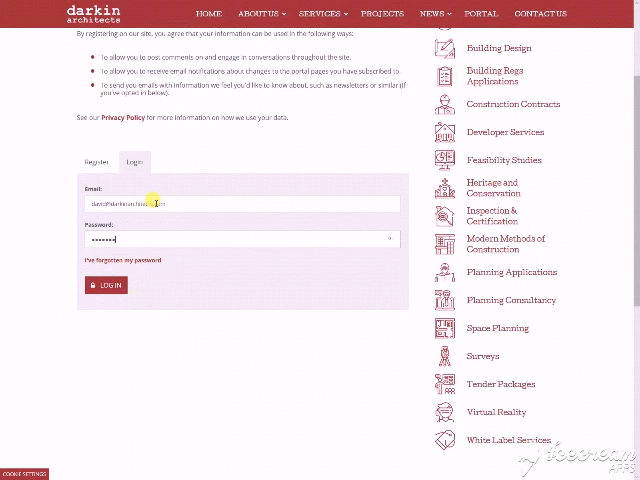 darkin
architects
HOME ABOUT US SERVICES PROJECTS NEWS PORTAL CONTACT US
By registering on our site, you agree that your information can be used in the following ways:
To allow you to post comments on and engage in conversations throughout the site.
To allow you to receive email notifications about changes to the portal pages you have subscribed to.
To send you emails with information we feel you'd like to know about, such as newsletters or similar (if
you've opted in below).
See our Privacy Policy for more information on how we use your data.
Register Login
Email:
david@darkinarchitects.com
Password:
I've forgotten my password
LOG IN
Building Design
Building Regs
Applications
Construction Contracts
Developer Services
Feasibility Studies
Heritage and
Conservation
Inspection &
Certification
Modern Methods of
Construction
Planning Applications
Planning Consultancy
Space Planning
Surveys
Tender Packages
Virtual Reality
White Label Services
COOKIE SETTINGS
Icecream
APPS